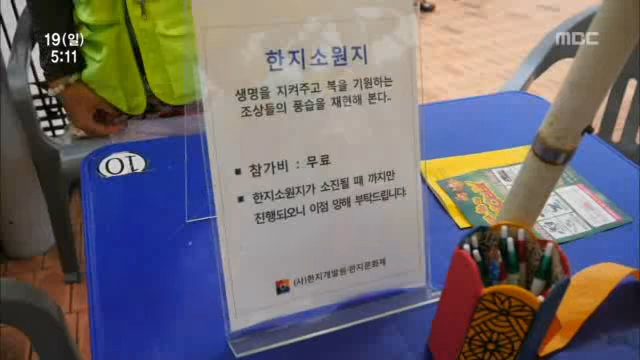 19(일)
5:11
MBC
한지소원지
생명을 지켜주고 복을 기원하는
조상들의 풍습을 재현해 본다..
■ 참가비 : 무료
■ 한지소원지가 소진될 때 까지만
진행되오니 이점 양해 부탁드립니다.
(사)한지개발원·한지문화제
10